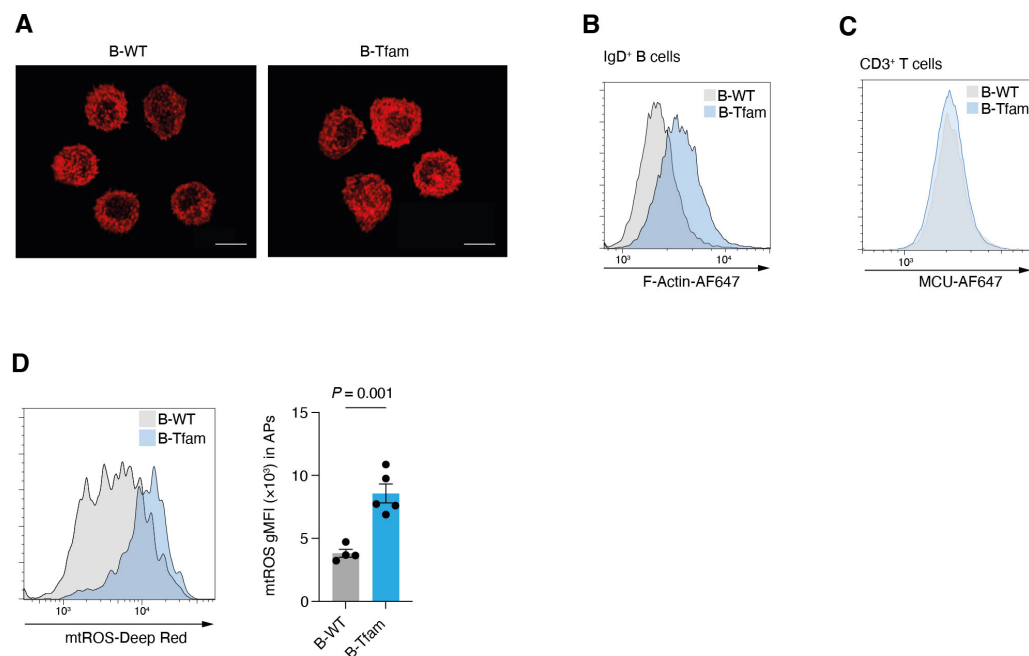 A
B-WT
B-Tfam
B
IgD⁺ B cells
B-WT
B-Tfam
10³
10⁴
F-Actin-AF647
C
CD3⁺ T cells
B-WT
B-Tfam
10³
MCU-AF647
D
B-WT
B-Tfam
10³
10⁴
mtROS-Deep Red
P = 0.001
mtROS gMFI (×10³) in APs
15
10
5
0
B-WT
B-Tfam